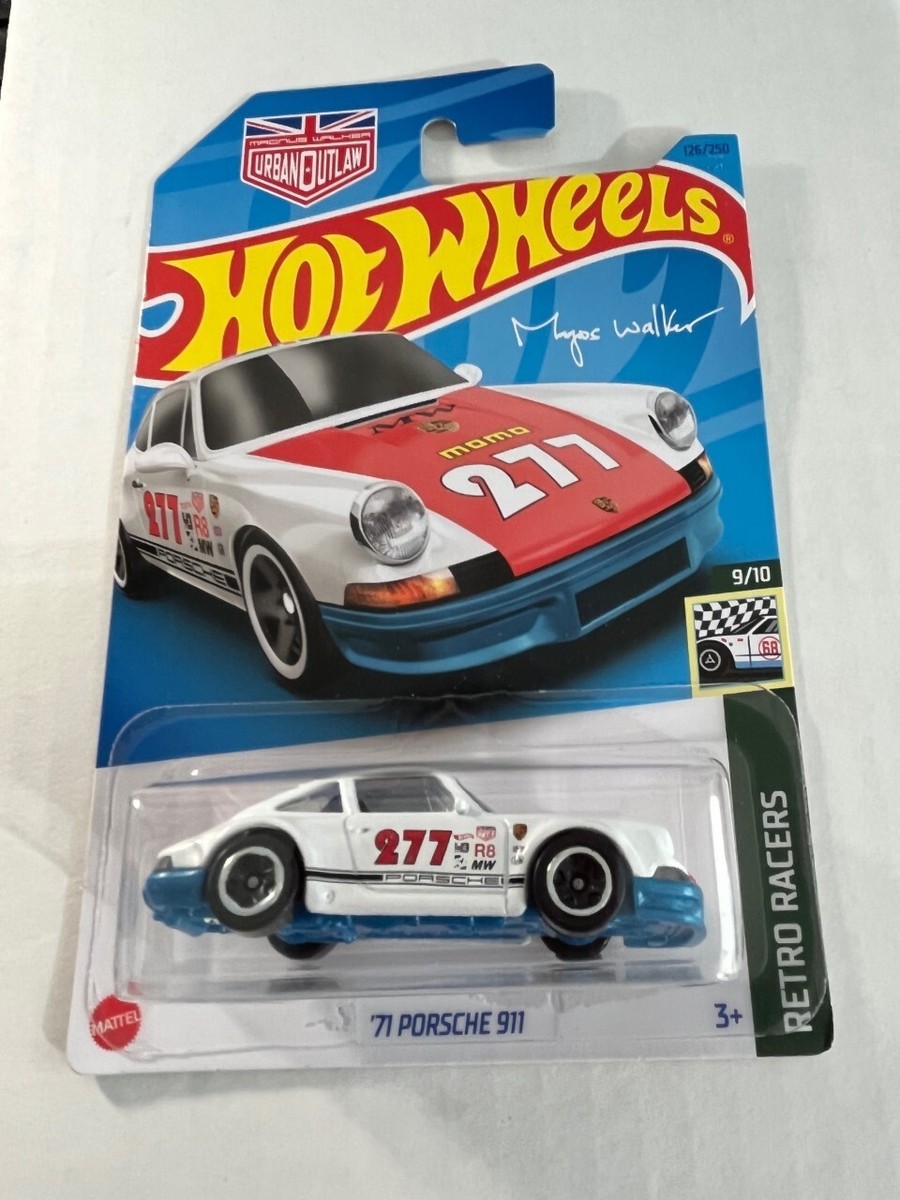 MAGNUS WALKER
URBAN OUTLAW
126/250
HOT WHEELS®
Magnus Walker
MW
momo
277
277
R8
MW
PORSCHE
9/10
68
277
R8
MW
PORSCHE
RETRO RACERS
MATTEL
'71 PORSCHE 911
3+